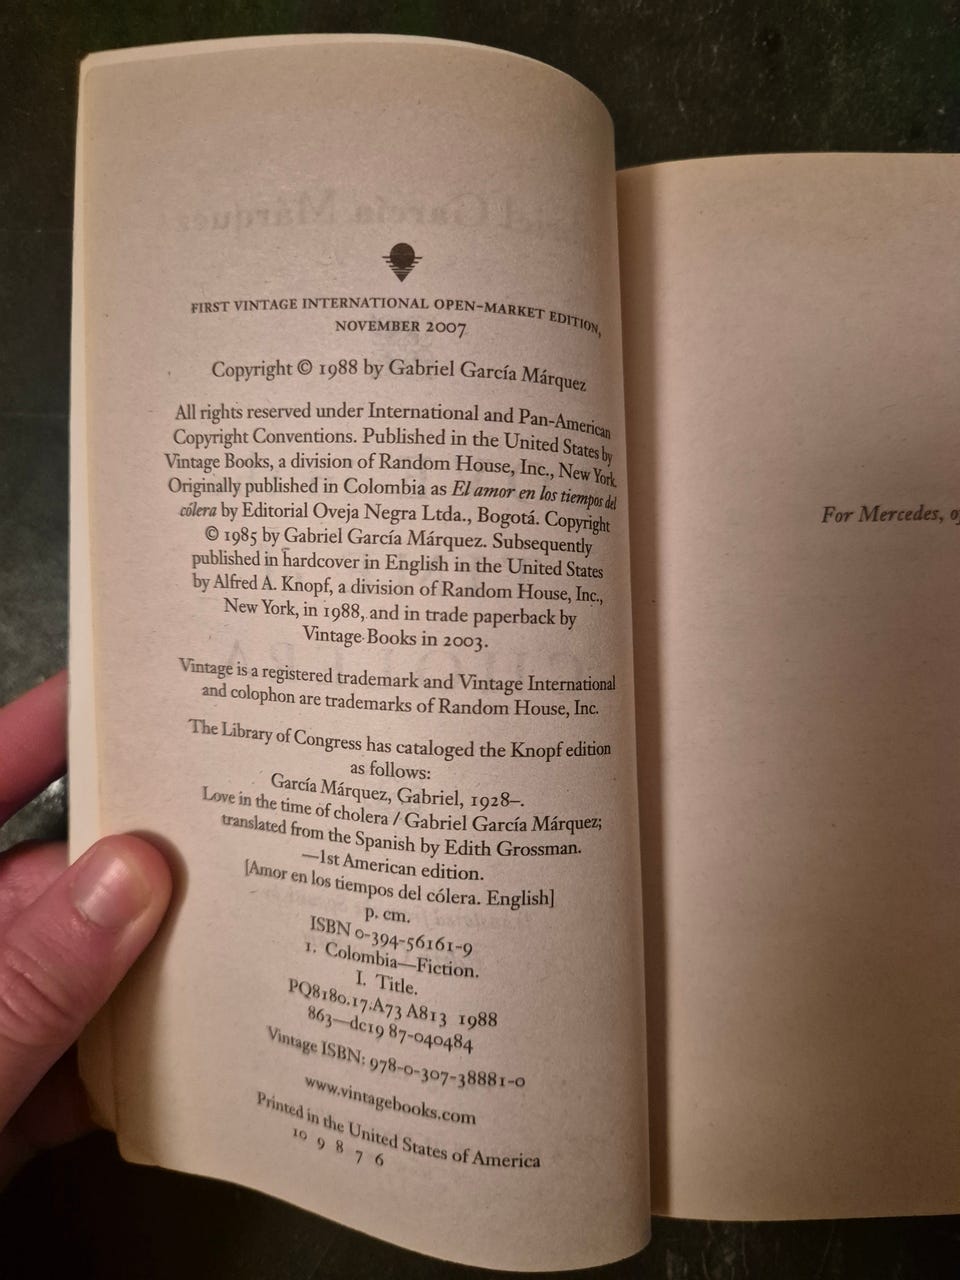 FIRST VINTAGE INTERNATIONAL OPEN-MARKET EDITION,
NOVEMBER 2007
Copyright © 1988 by Gabriel García Márquez
All rights reserved under International and Pan-American
Copyright Conventions. Published in the United States by
Vintage Books, a division of Random House, Inc., New York.
Originally published in Colombia as El amor en los tiempos del
cólera by Editorial Oveja Negra Ltda., Bogotá. Copyright
© 1985 by Gabriel García Márquez. Subsequently
published in hardcover in English in the United States
by Alfred A. Knopf, a division of Random House, Inc.,
New York, in 1988, and in trade paperback by
Vintage Books in 2003.
Vintage is a registered trademark and Vintage International
and colophon are trademarks of Random House, Inc.
The Library of Congress has cataloged the Knopf edition
as follows:
García Márquez, Gabriel, 1928–.
Love in the time of cholera / Gabriel García Márquez;
translated from the Spanish by Edith Grossman.
—1st American edition.
[Amor en los tiempos del cólera. English]
p. cm.
ISBN 0-394-56161-9
1. Colombia—Fiction.
I. Title.
PQ8180.17.A73 A813 1988
863—dc19 87-040484
Vintage ISBN: 978-0-307-38881-0
www.vintagebooks.com
Printed in the United States of America
10 9 8 7 6
For Mercedes,